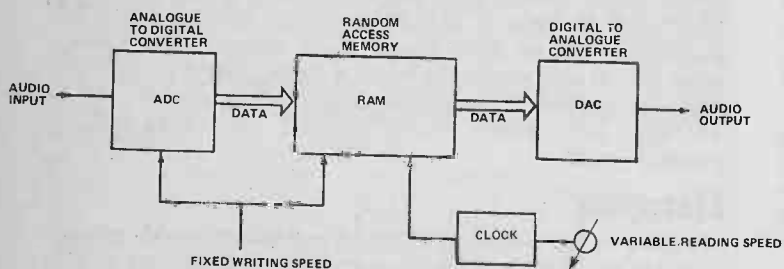 ANALOGUE
TO DIGITAL
CONVERTER
RANDOM
ACCESS
MEMORY
DIGITAL TO
ANALOGUE
CONVERTER
AUDIO
INPUT
ADC
DATA
RAM
DATA
DAC
AUDIO
OUTPUT
CLOCK
VARIABLE.READING SPEED
FIXED WRITING SPEED